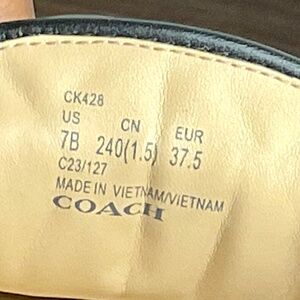 CK428
US CN EUR
7B 240(1.5) 37.5
C23/127
MADE IN VIETNAM/VIETNAM
COACH